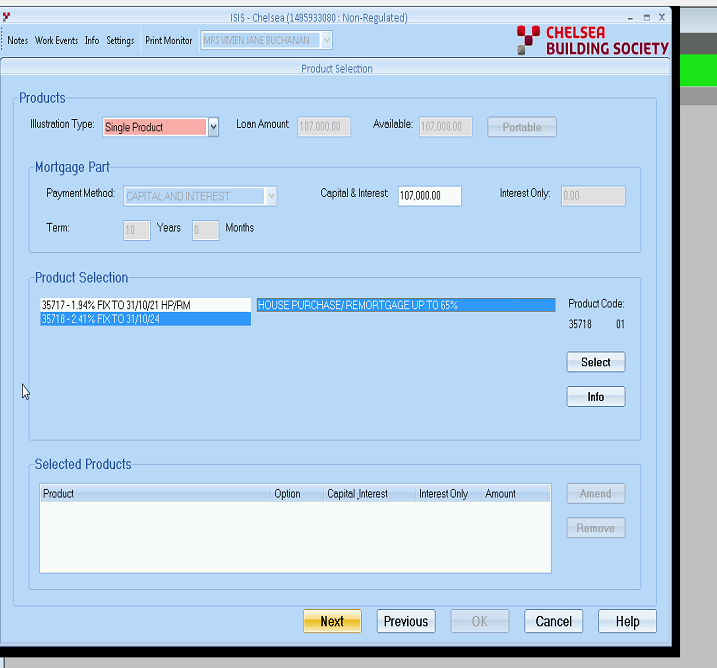 ISIS - Chelsea (1485933080 : Non-Regulated)
Notes Work Events Info Settings Print Monitor MRS VIVIEN JANE BUCHANAN
CHELSEA
BUILDING SOCIETY
Product Selection
Products
Illustration Type: Single Product Loan Amount: 107,000.00 Available: 107,000.00 Portable
Mortgage Part
Payment Method: CAPITAL AND INTEREST Capital & Interest: 107,000.00 Interest Only: 0.00
Term: 10 Years 0 Months
Product Selection
35717 - 1.94% FIX TO 31/10/21 HP/RM HOUSE PURCHASE/ REMORTGAGE UP TO 65% Product Code:
35718 - 2.41% FIX TO 31/10/24 35718 01
Select
Info
Selected Products
Product Option Capital_Interest Interest Only Amount Amend
Remove
Next Previous OK Cancel Help